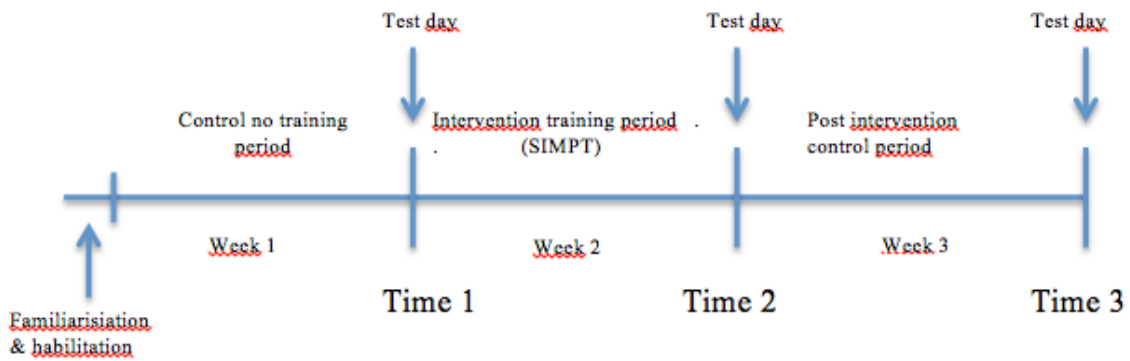 Test day
Test day
Test day
Control no training
period
Intervention training period .
. (SIMPT)
Post intervention
control period
Week 1
Week 2
Week 3
Time 1
Time 2
Time 3
Familiarisiation
& habilitation